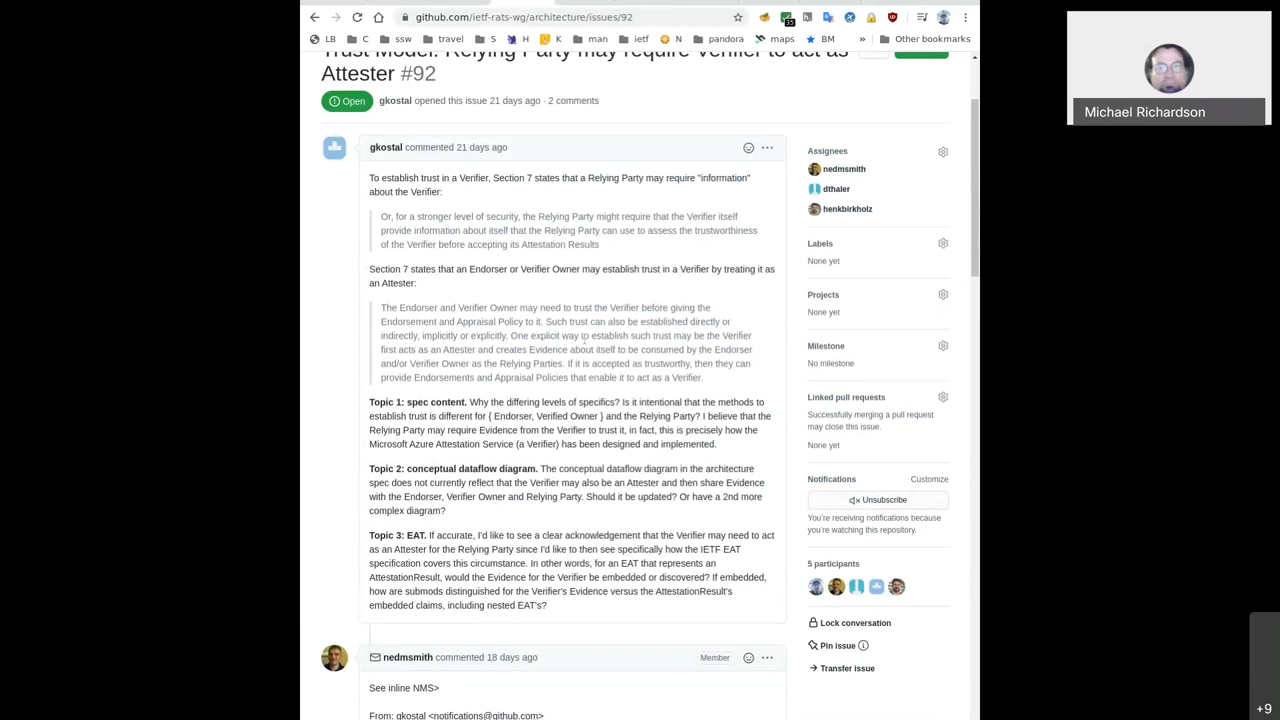 github.com/ietf-rats-wg/architecture/issues/92
35
LB
C
ssw
travel
S
H
K
man
ietf
N
pandora
maps
BM
»
Other bookmarks
Trust Model: Relying Party may require Verifier to act as
Attester #92
Open
gkostal opened this issue 21 days ago · 2 comments
gkostal commented 21 days ago
To establish trust in a Verifier, Section 7 states that a Relying Party may require "information"
about the Verifier:
Or, for a stronger level of security, the Relying Party might require that the Verifier itself
provide information about itself that the Relying Party can use to assess the trustworthiness
of the Verifier before accepting its Attestation Results
Section 7 states that an Endorser or Verifier Owner may establish trust in a Verifier by treating it as
an Attester:
The Endorser and Verifier Owner may need to trust the Verifier before giving the
Endorsement and Appraisal Policy to it. Such trust can also be established directly or
indirectly, implicitly or explicitly. One explicit way to establish such trust may be the Verifier
first acts as an Attester and creates Evidence about itself to be consumed by the Endorser
and/or Verifier Owner as the Relying Parties. If it is accepted as trustworthy, then they can
provide Endorsements and Appraisal Policies that enable it to act as a Verifier.
Topic 1: spec content. Why the differing levels of specifics? Is it intentional that the methods to
establish trust is different for { Endorser, Verified Owner } and the Relying Party? I believe that the
Relying Party may require Evidence from the Verifier to trust it, in fact, this is precisely how the
Microsoft Azure Attestation Service (a Verifier) has been designed and implemented.
Topic 2: conceptual dataflow diagram. The conceptual dataflow diagram in the architecture
spec does not currently reflect that the Verifier may also be an Attester and then share Evidence
with the Endorser, Verifier Owner and Relying Party. Should it be updated? Or have a 2nd more
complex diagram?
Topic 3: EAT. If accurate, I'd like to see a clear acknowledgement that the Verifier may need to act
as an Attester for the Relying Party since I'd like to then see specifically how the IETF EAT
specification covers this circumstance. In other words, for an EAT that represents an
AttestationResult, would the Evidence for the Verifier be embedded or discovered? If embedded,
how are submods distinguished for the Verifier's Evidence versus the AttestationResult's
embedded claims, including nested EAT's?
nedmsmith commented 18 days ago
Member
See inline NMS>
From: gkostal <notifications@github.com>
Assignees
nedmsmith
dthaler
henkbirkholz
Labels
None yet
Projects
None yet
Milestone
No milestone
Linked pull requests
Successfully merging a pull request
may close this issue.
None yet
Notifications
Customize
Unsubscribe
You're receiving notifications because
you're watching this repository.
5 participants
Lock conversation
Pin issue
Transfer issue
Michael Richardson
+9